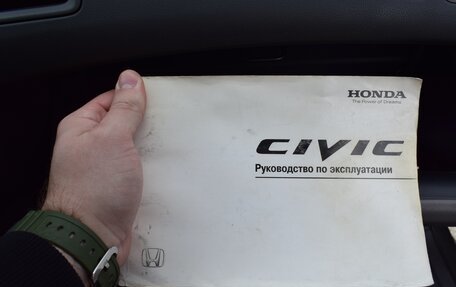 HONDA
The Power of Dreams
CIVIC
Руководство по эксплуатации